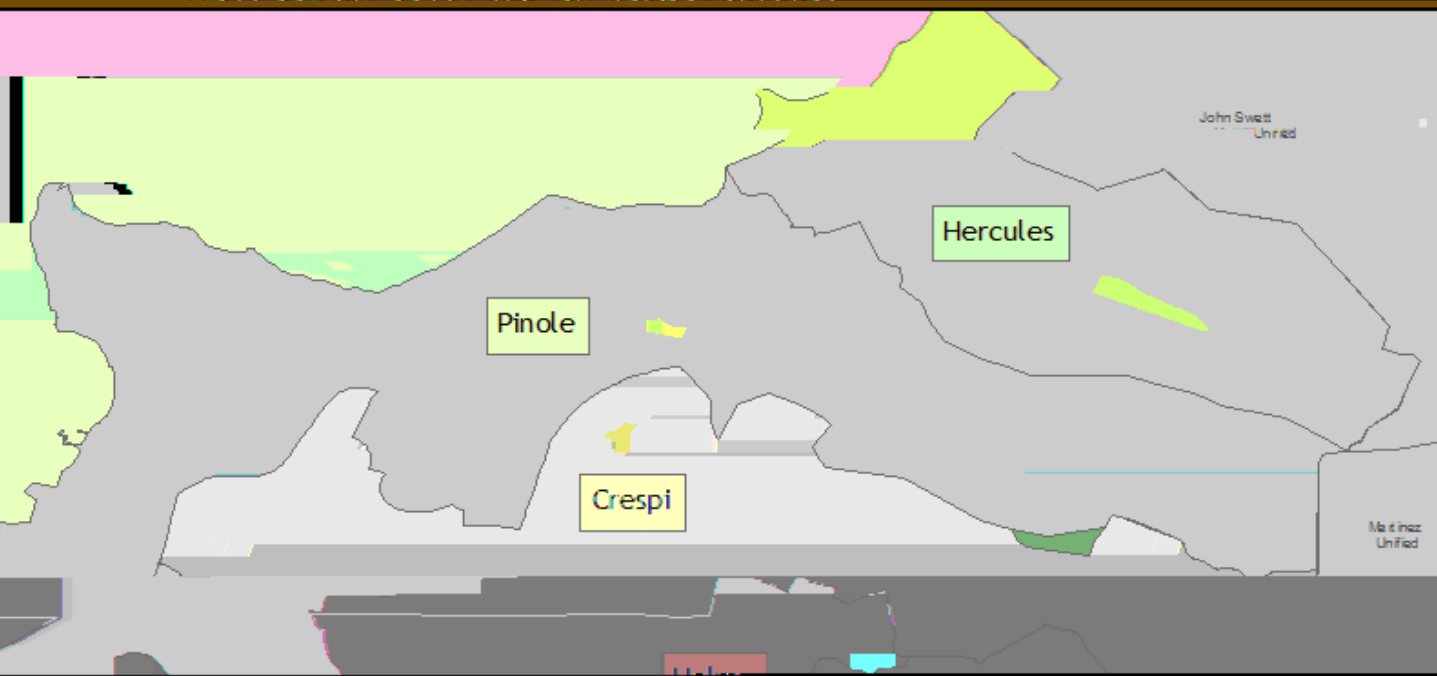 John Swett
Unified
Hercules
Pinole
Crespi
Martinez
Unified